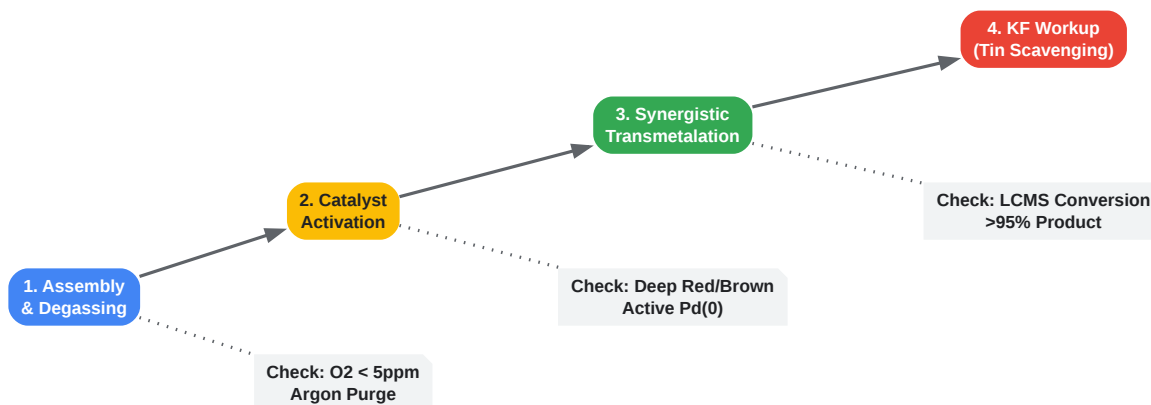 4. KF Workup
(Tin Scavenging)
3. Synergistic
Transmetalation
2. Catalyst
Activation
Check: LCMS Conversion
>95% Product
1. Assembly
& Degassing
Check: Deep Red/Brown
Active Pd(0)
Check: O2 < 5ppm
Argon Purge